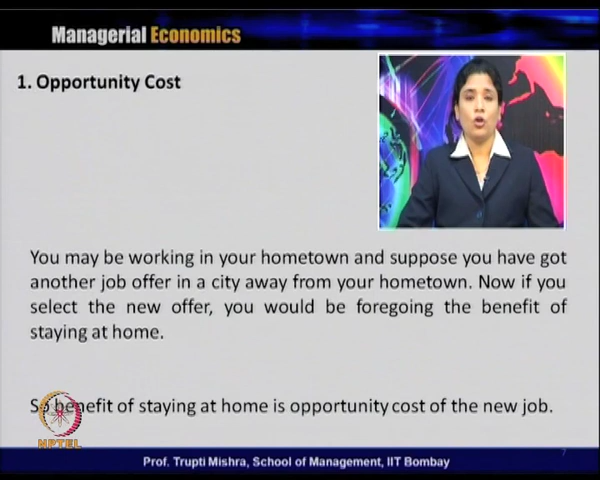 Managerial Economics
1. Opportunity Cost
You may be working in your hometown and suppose you have got
another job offer in a city away from your hometown. Now if you
select the new offer, you would be foregoing the benefit of
staying at home.
So benefit of staying at home is opportunity cost of the new job.
NPTEL
Prof. Trupti Mishra, School of Management, IIT Bombay
7